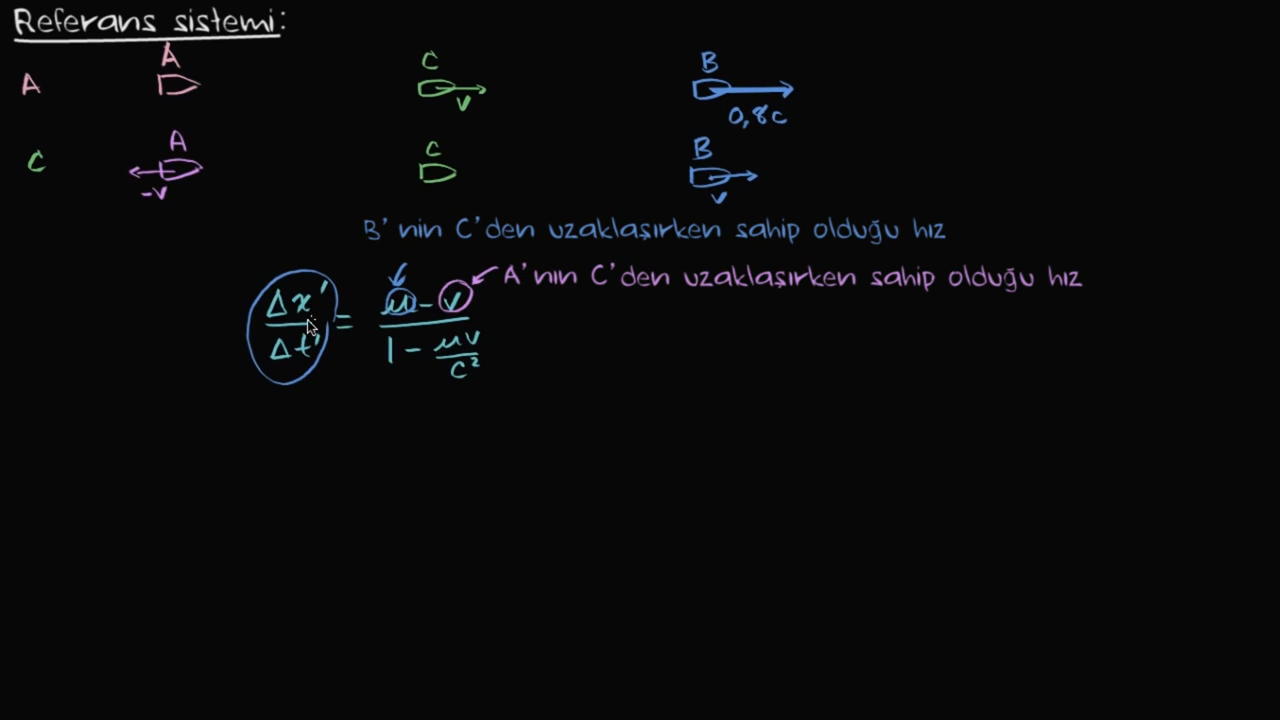 Referans sistemi:
A A C B
v 0,8c
C A C B
-v v
B'nin C'den uzaklaşırken sahip olduğu hız
A'nın C'den uzaklaşırken sahip olduğu hız
Δx' / Δt' = u - v / 1 - uv/c²